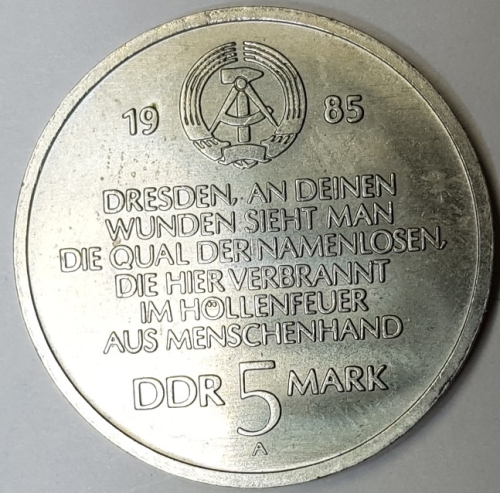 19 85
DRESDEN, AN DEINEN
WUNDEN SIEHT MAN
DIE QUAL DER NAMENLOSEN,
DIE HIER VERBRANNT
IM HÖLLENFEUER
AUS MENSCHENHAND
DDR 5 MARK
A